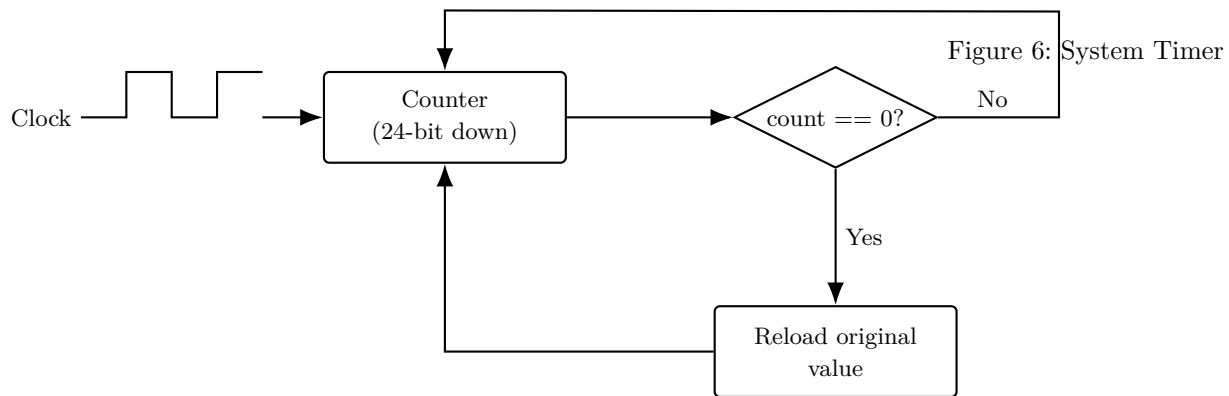 Figure 6: System Timer
Clock
Counter
(24-bit down)
count == 0?
No
Yes
Reload original
value